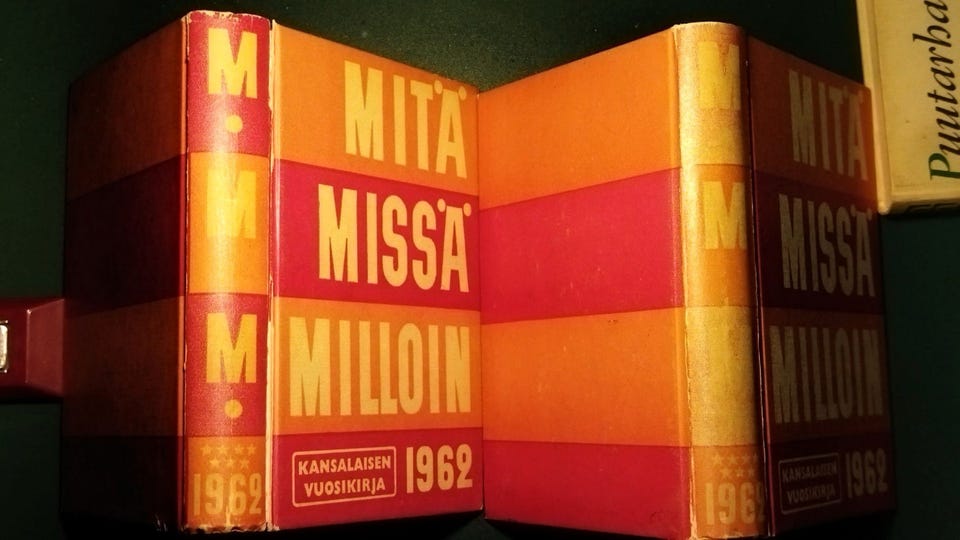 M
•
M
M
•
1962
MITÄ
MISSÄ
MILLOIN
KANSALAISEN
VUOSIKIRJA
1962
M
M
1962
MITÄ
MISSÄ
MILLOIN
KANSALAISEN
VUOSIKIRJA
1962
Puutarha